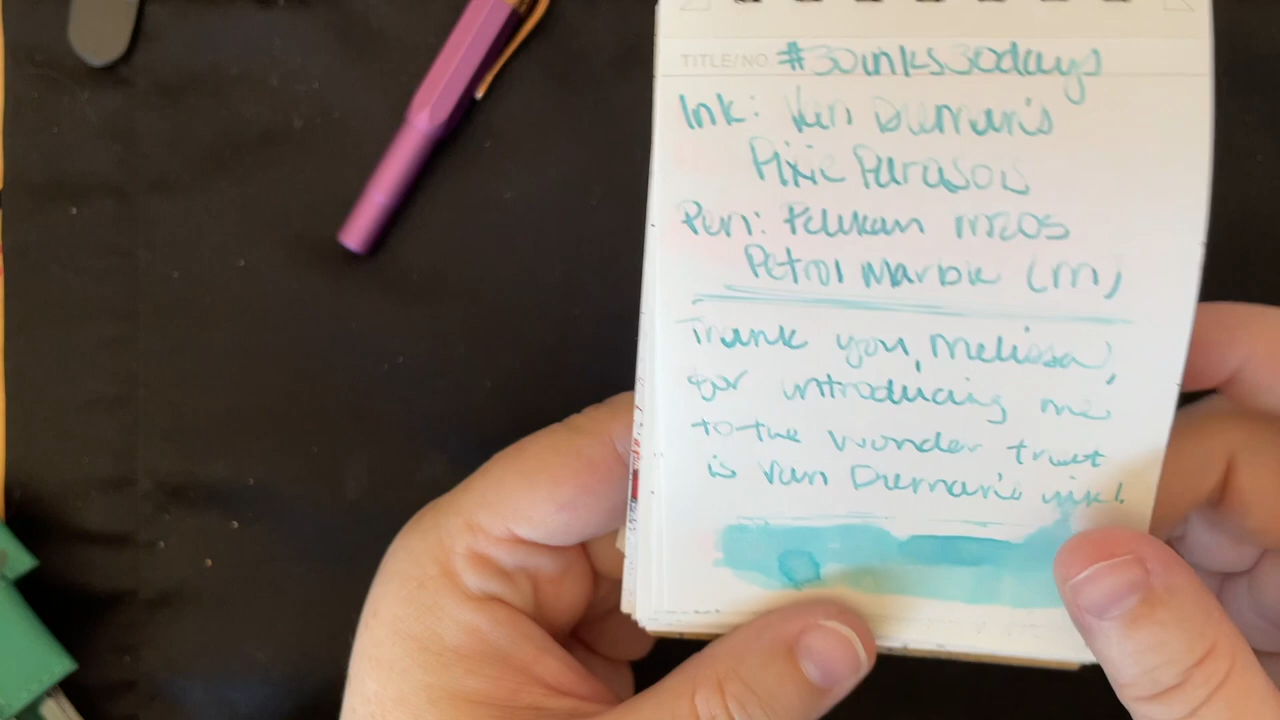 TITLE/NO. #30inks30days
Ink: Van Dieman's
Pixie Parasols
Pen: Pelikan M205
Petrol Marble (M)
Thank you, Melissa,
for introducing me
to the wonder that
is Van Dieman's ink!